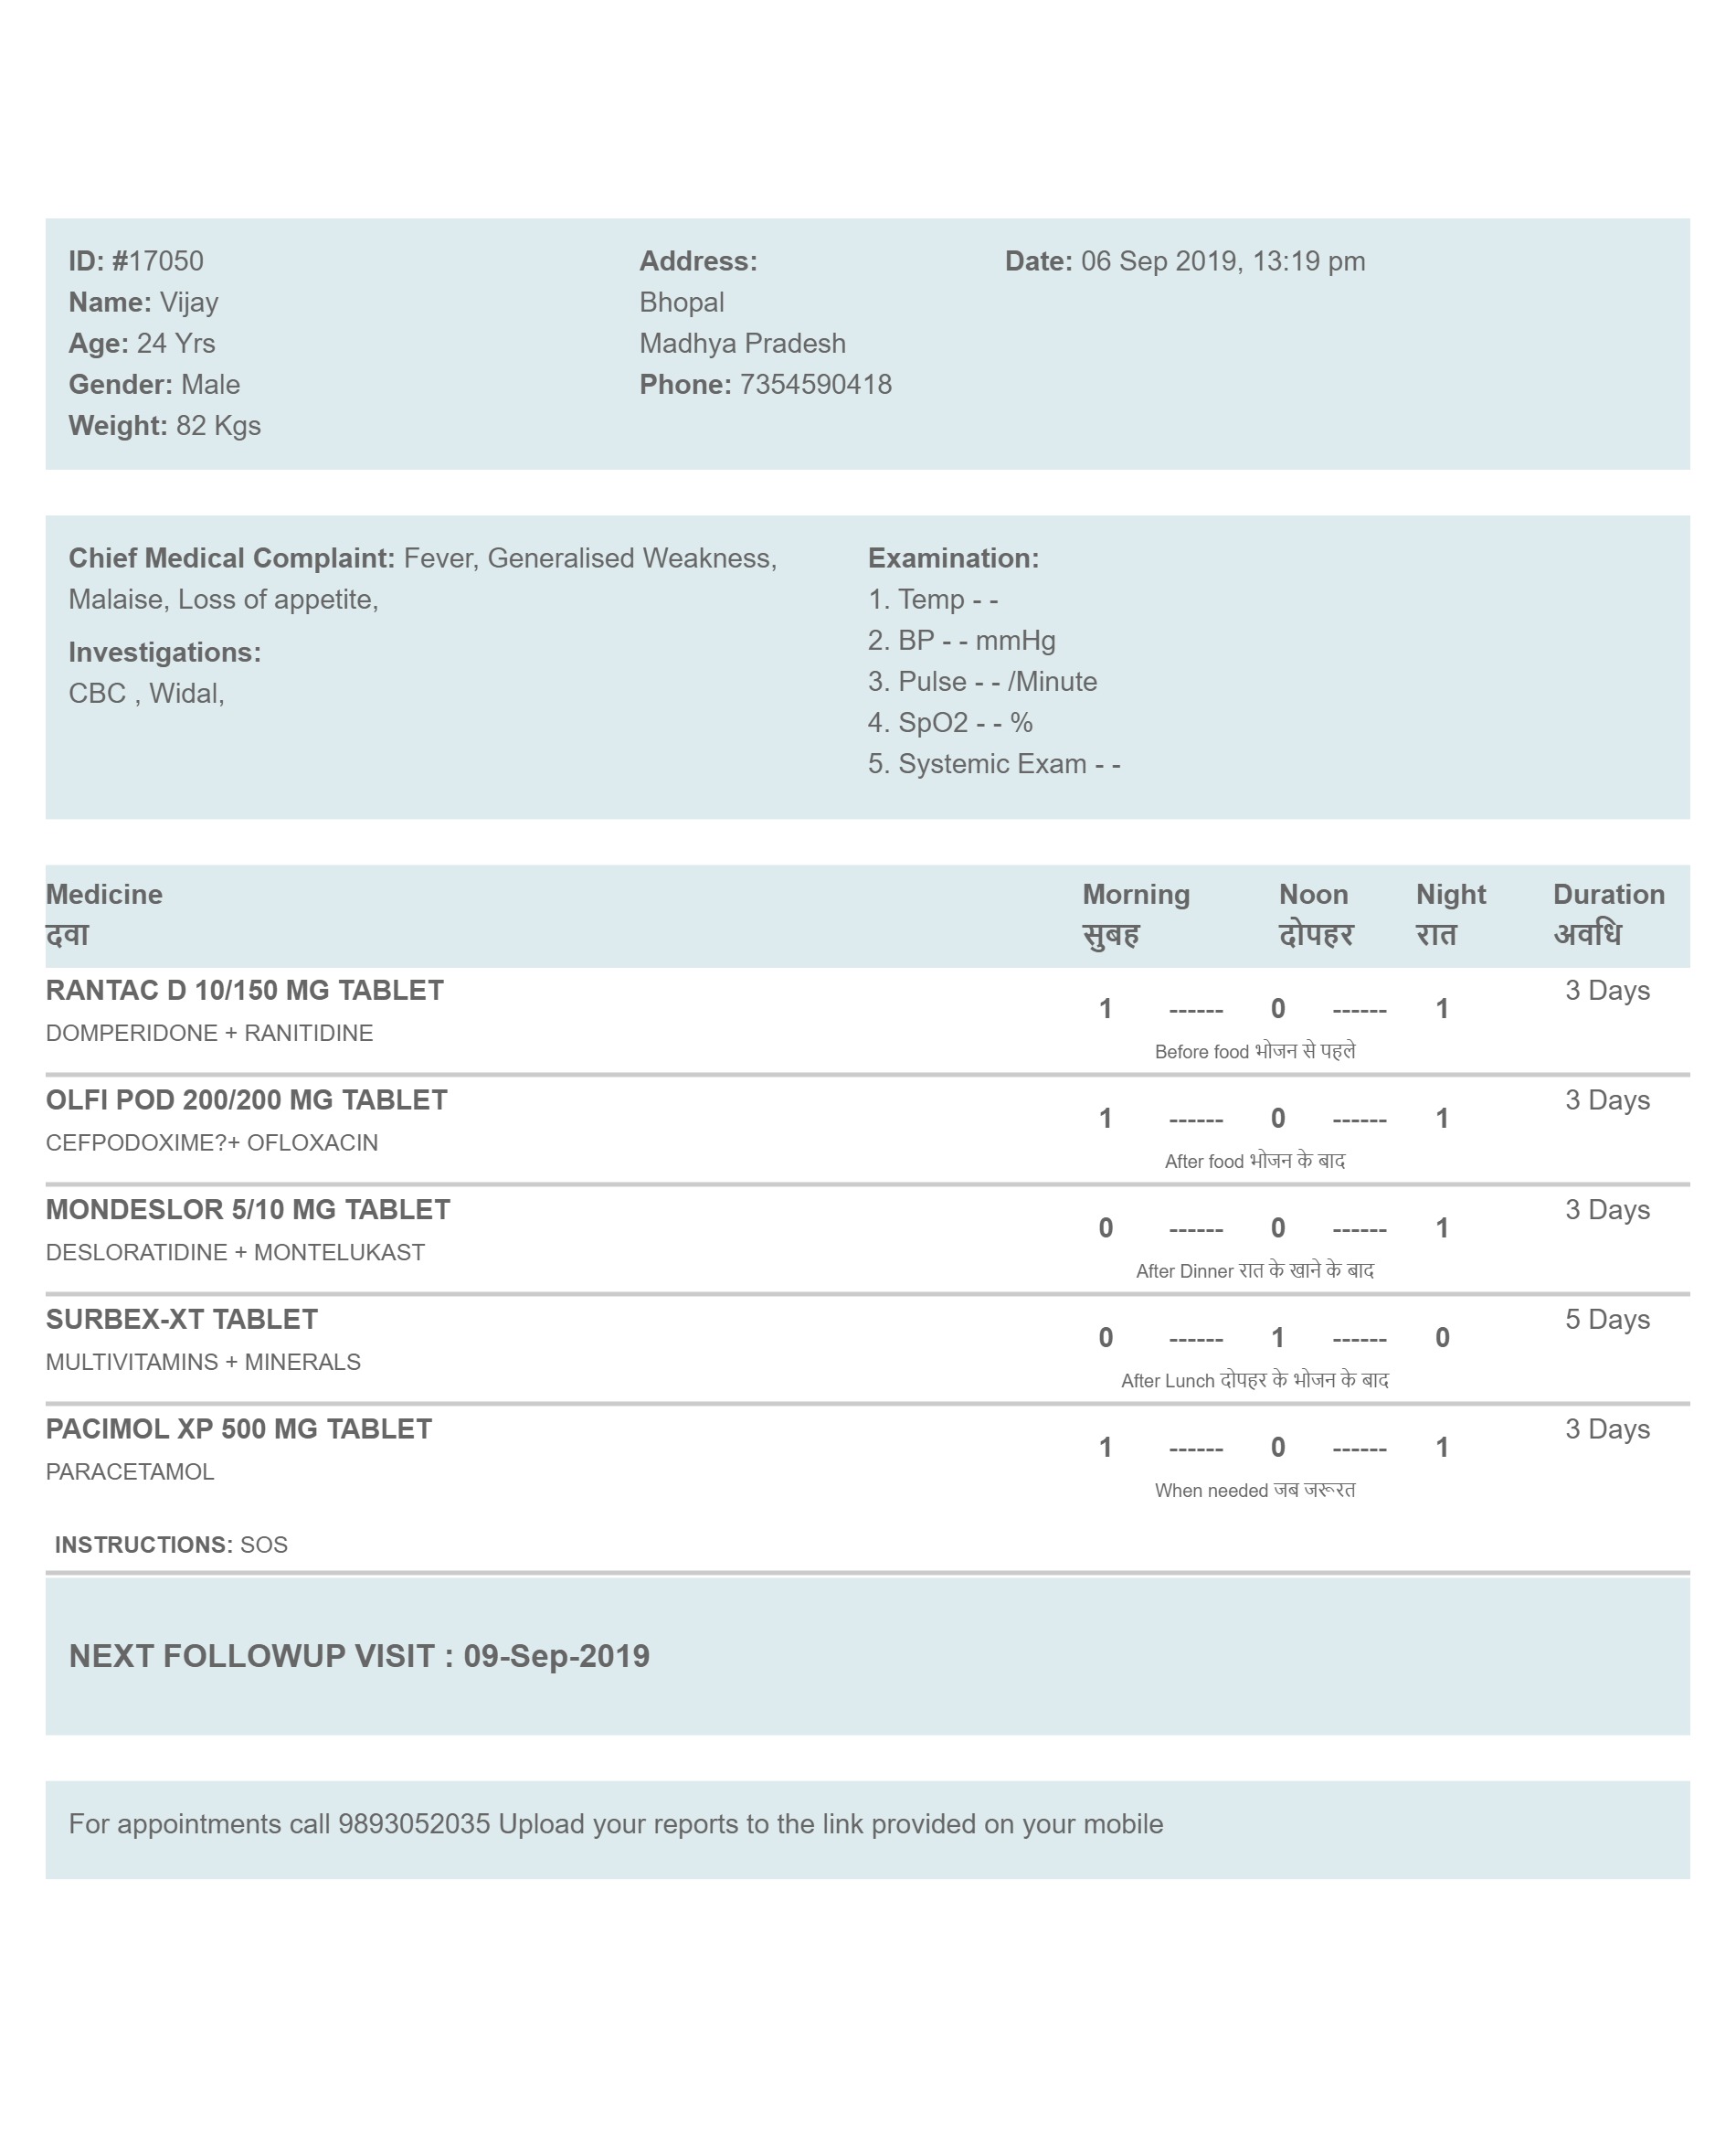 ID: #17050
Name: Vijay
Age: 24 Yrs
Gender: Male
Weight: 82 Kgs
Address:
Bhopal
Madhya Pradesh
Phone: 7354590418
Date: 06 Sep 2019, 13:19 pm
Chief Medical Complaint: Fever, Generalised Weakness,
Malaise, Loss of appetite,
Investigations:
CBC , Widal,
Examination:
1. Temp - -
2. BP - - mmHg
3. Pulse - - /Minute
4. SpO2 - - %
5. Systemic Exam - -
Medicine Morning Noon Night Duration
दवा सुबह दोपहर रात अवधि
RANTAC D 10/150 MG TABLET 3 Days
1 ------ 0 ------ 1
DOMPERIDONE + RANITIDINE
Before food भोजन से पहले
OLFI POD 200/200 MG TABLET 3 Days
1 ------ 0 ------ 1
CEFPODOXIME?+ OFLOXACIN
After food भोजन के बाद
MONDESLOR 5/10 MG TABLET 3 Days
0 ------ 0 ------ 1
DESLORATIDINE + MONTELUKAST
After Dinner रात के खाने के बाद
SURBEX-XT TABLET 5 Days
0 ------ 1 ------ 0
MULTIVITAMINS + MINERALS
After Lunch दोपहर के भोजन के बाद
PACIMOL XP 500 MG TABLET 3 Days
1 ------ 0 ------ 1
PARACETAMOL
When needed जब जरूरत
INSTRUCTIONS: SOS
NEXT FOLLOWUP VISIT : 09-Sep-2019
For appointments call 9893052035 Upload your reports to the link provided on your mobile